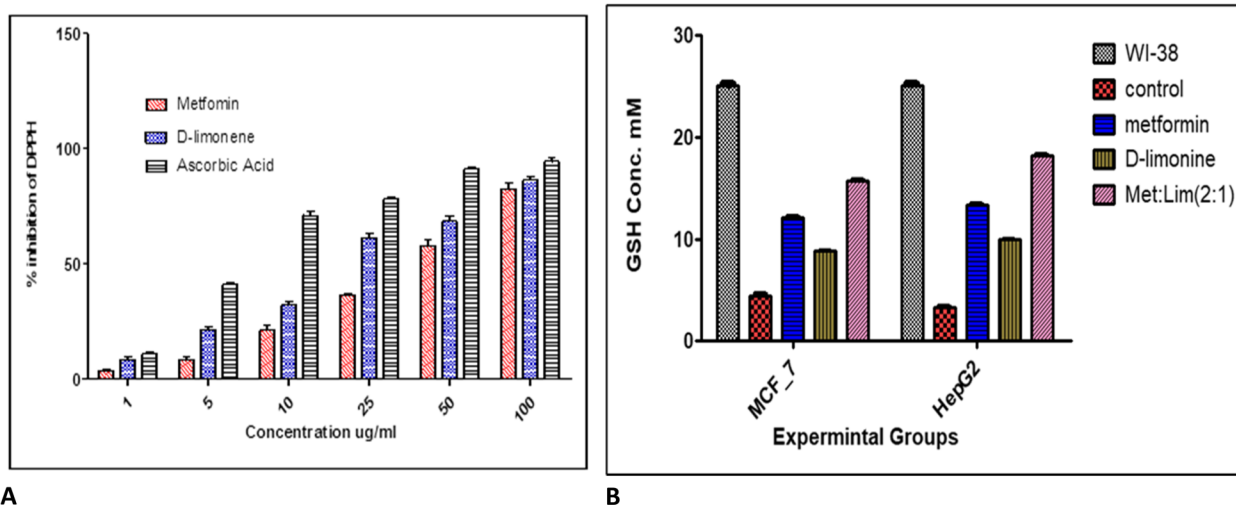 150
100
50
0
% inhibition of DPPH
Metfomin
D-limonene
Ascorbic Acid
1 5 10 25 50 100
Concentration ug/ml
A
30
20
10
0
GSH Conc. mM
WI-38
control
metformin
D-limonine
Met:Lim(2:1)
MCF_7 HepG2
Expermintal Groups
B